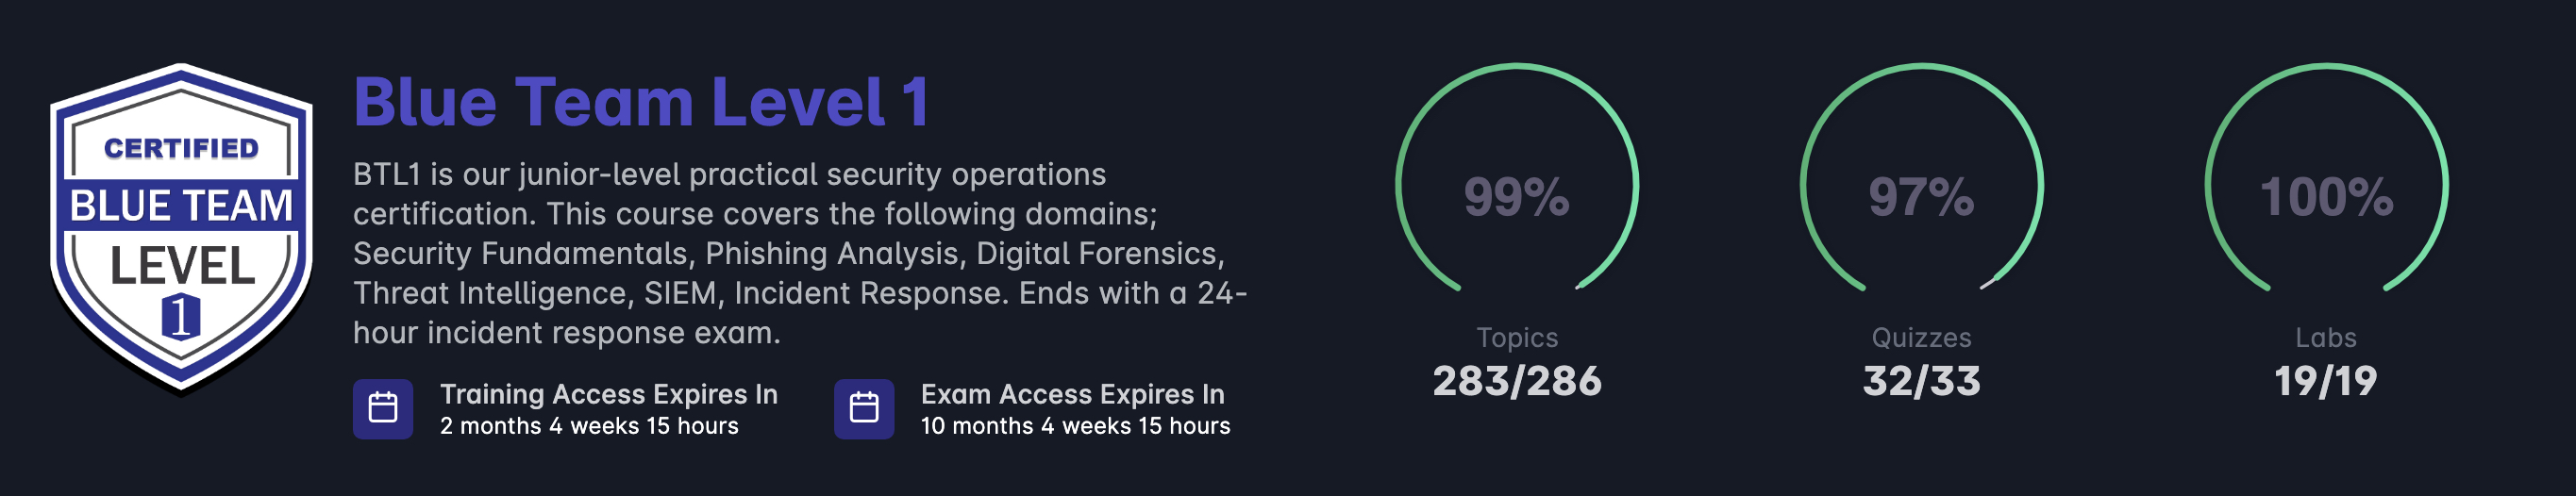 CERTIFIED
BLUE TEAM
LEVEL
1
Blue Team Level 1
BTL1 is our junior-level practical security operations
certification. This course covers the following domains;
Security Fundamentals, Phishing Analysis, Digital Forensics,
Threat Intelligence, SIEM, Incident Response. Ends with a 24-
hour incident response exam.
Training Access Expires In
2 months 4 weeks 15 hours
Exam Access Expires In
10 months 4 weeks 15 hours
99%
Topics
283/286
97%
Quizzes
32/33
100%
Labs
19/19